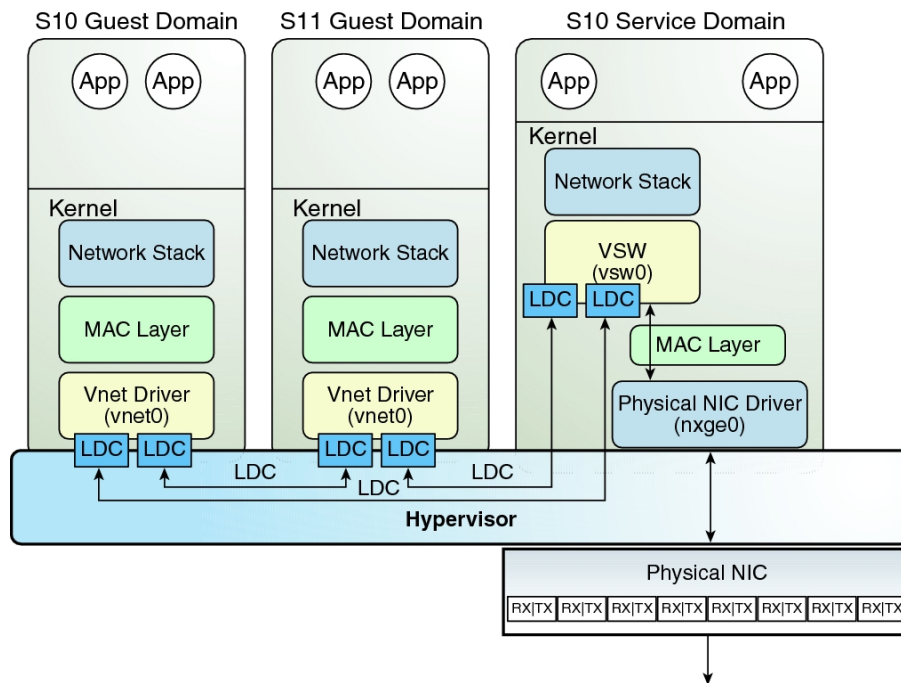 S10 Guest Domain
App
App
Kernel
Network Stack
MAC Layer
Vnet Driver
(vnet0)
LDC
LDC
S11 Guest Domain
App
App
Kernel
Network Stack
MAC Layer
Vnet Driver
(vnet0)
LDC
LDC
S10 Service Domain
App
App
Kernel
Network Stack
VSW
(vsw0)
LDC
LDC
MAC Layer
Physical NIC Driver
(nxge0)
LDC
LDC
LDC
Hypervisor
Physical NIC
RX|TX RX|TX RX|TX RX|TX RX|TX RX|TX RX|TX RX|TX